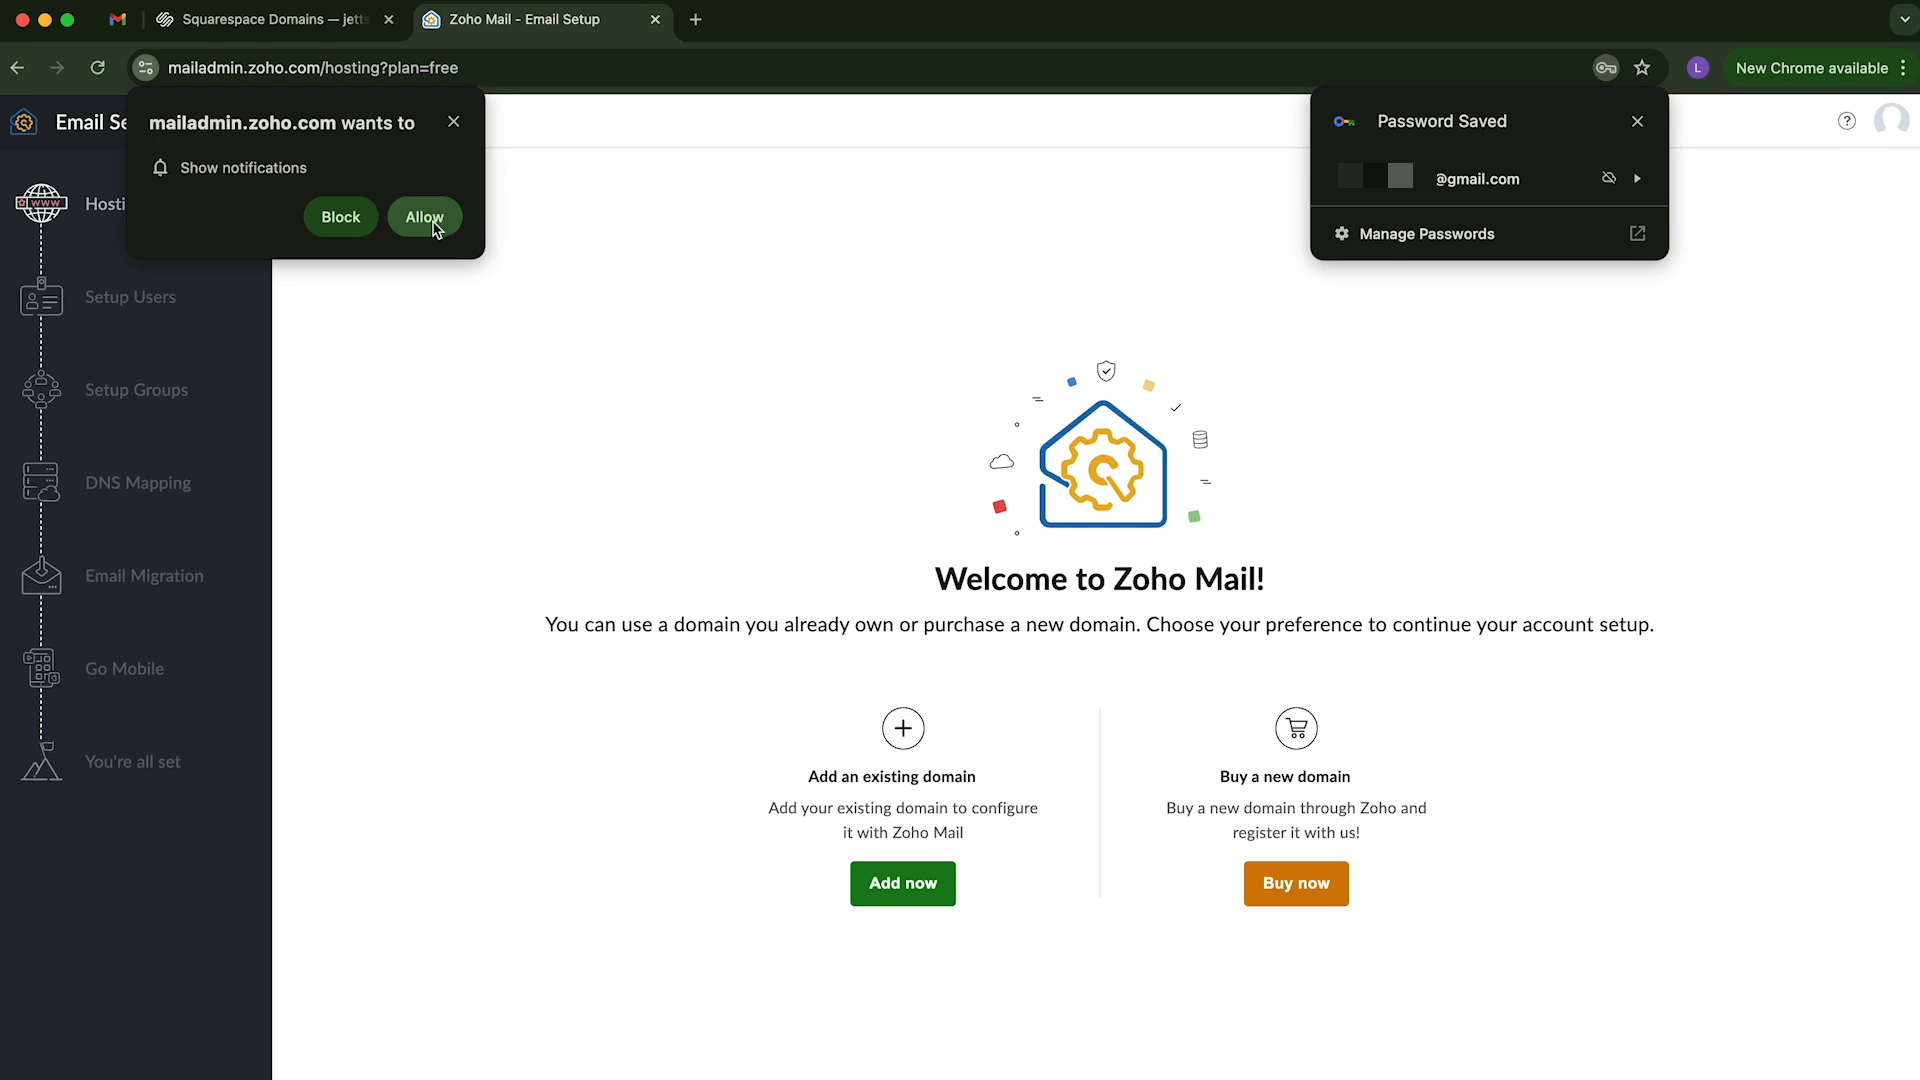 Squarespace Domains — jetts
Zoho Mail - Email Setup
mailadmin.zoho.com/hosting?plan=free
L
New Chrome available
Email Se
mailadmin.zoho.com wants to
Show notifications
Block
Allow
Password Saved
@gmail.com
Manage Passwords
?
www
Hosti
Setup Users
Setup Groups
DNS Mapping
Email Migration
Go Mobile
You're all set
Welcome to Zoho Mail!
You can use a domain you already own or purchase a new domain. Choose your preference to continue your account setup.
Add an existing domain
Add your existing domain to configure
it with Zoho Mail
Add now
Buy a new domain
Buy a new domain through Zoho and
register it with us!
Buy now